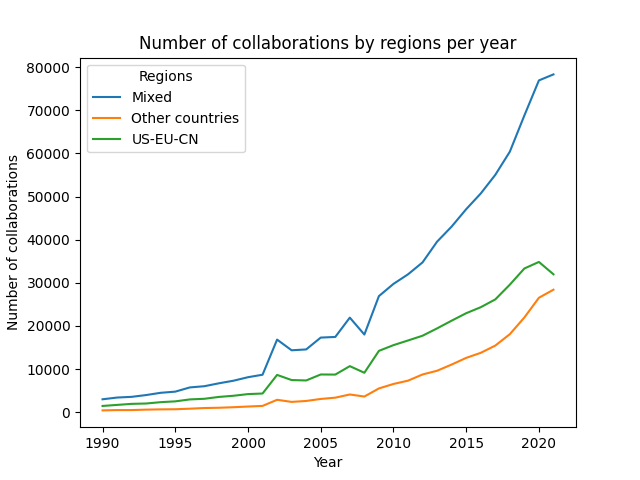 Number of collaborations by regions per year
Regions
Mixed
Other countries
US-EU-CN
Number of collaborations
80000
70000
60000
50000
40000
30000
20000
10000
0
1990 1995 2000 2005 2010 2015 2020
Year